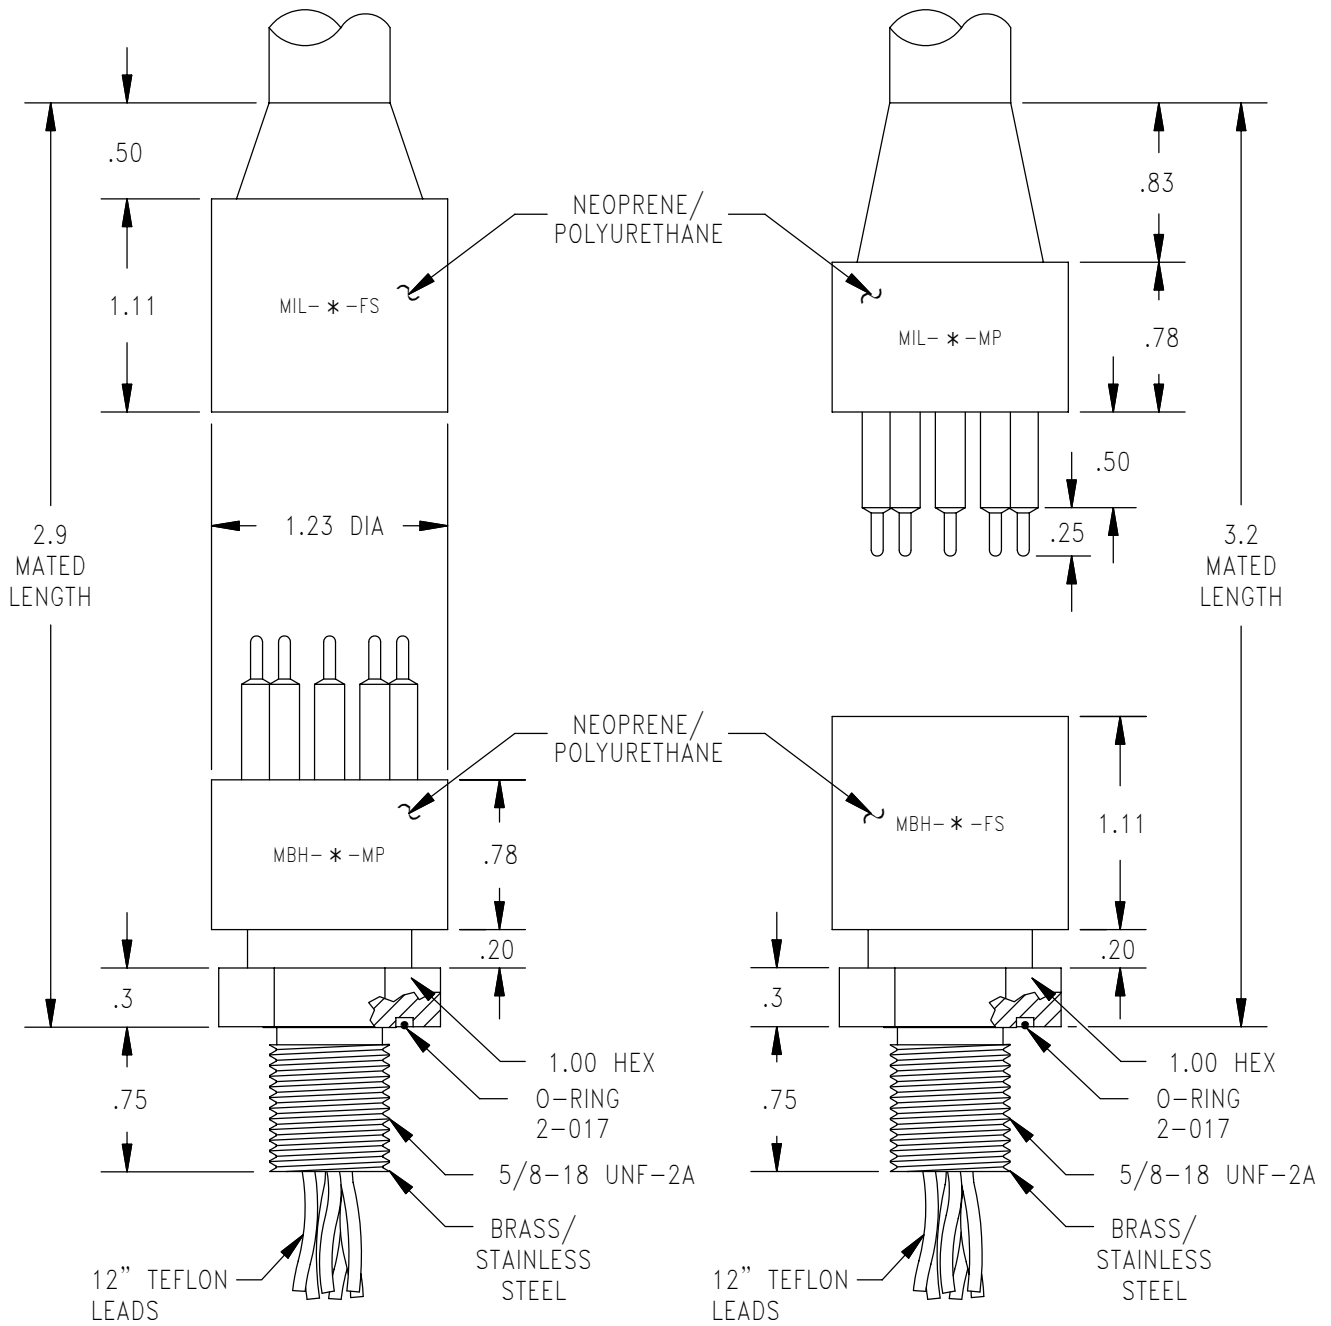 .50
.83
NEOPRENE/
POLYURETHANE
1.11
MIL-*-FS
MIL-*-MP
.78
.50
1.23 DIA
.25
2.9
MATED
LENGTH
3.2
MATED
LENGTH
NEOPRENE/
POLYURETHANE
MBH-*-MP
.78
MBH-*-FS
1.11
.20
.20
.3
.3
.75
1.00 HEX
O-RING
2-017
5/8-18 UNF-2A
BRASS/
STAINLESS
STEEL
12” TEFLON
LEADS
.75
1.00 HEX
O-RING
2-017
5/8-18 UNF-2A
BRASS/
STAINLESS
STEEL
12” TEFLON
LEADS